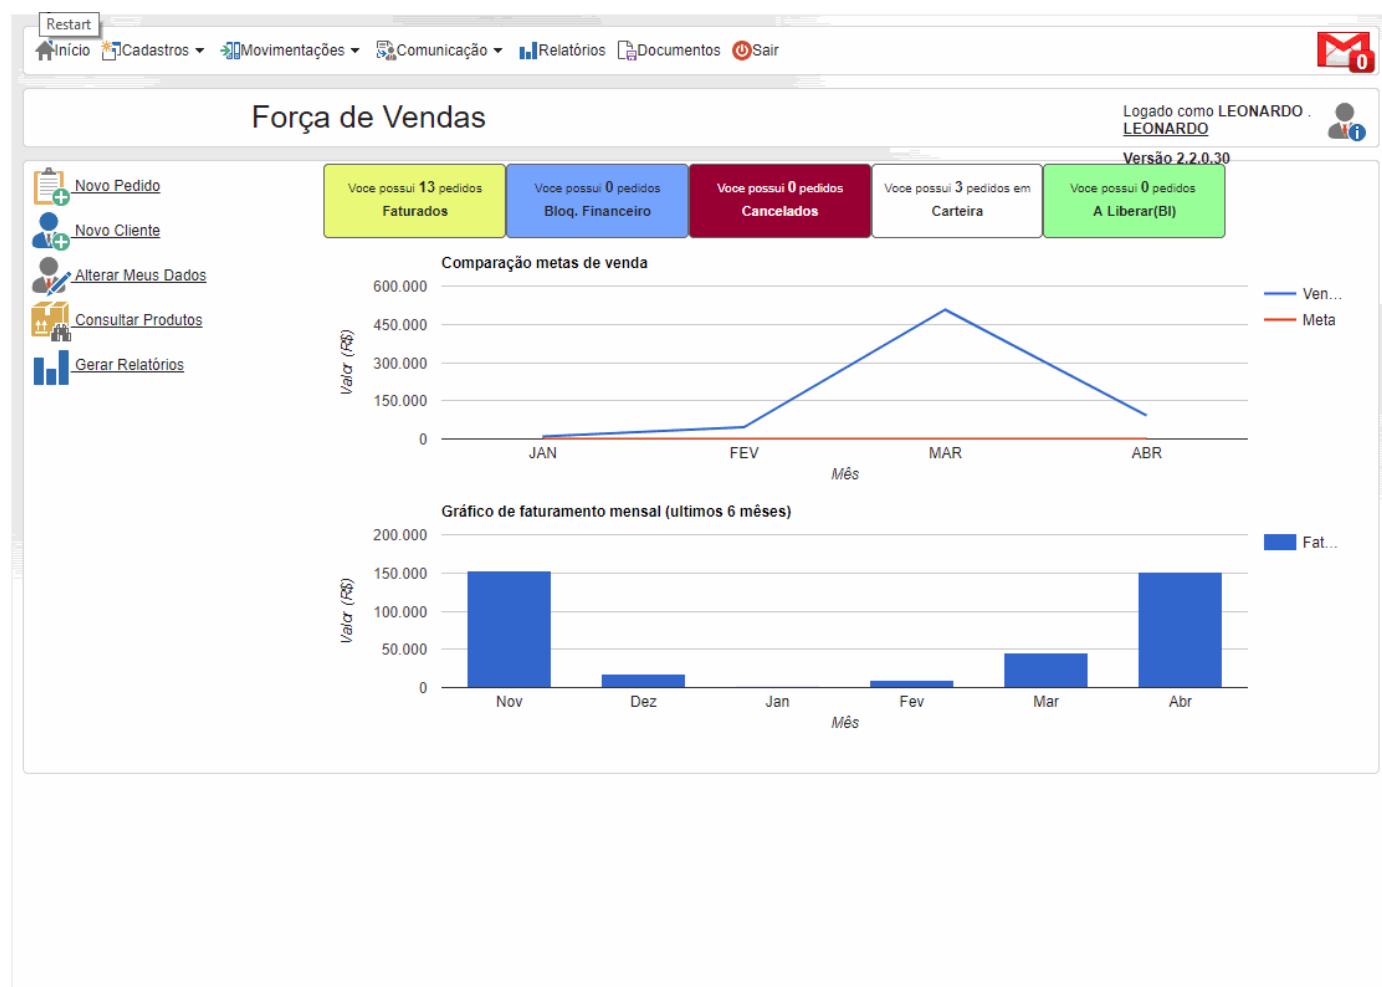 Restart
Início Cadastros Movimentações Comunicação Relatórios Documentos Sair
0
Força de Vendas
Logado como LEONARDO .
LEONARDO
Versão 2.2.0.30
Novo Pedido
Novo Cliente
Alterar Meus Dados
Consultar Produtos
Gerar Relatórios
Voce possui 13 pedidos
Faturados
Voce possui 0 pedidos
Bloq. Financeiro
Voce possui 0 pedidos
Cancelados
Voce possui 3 pedidos em
Carteira
Voce possui 0 pedidos
A Liberar(BI)
Comparação metas de venda
600.000
450.000
300.000
150.000
0
Valor (R$)
JAN FEV MAR ABR
Mês
Ven...
Meta
Gráfico de faturamento mensal (ultimos 6 mêses)
200.000
150.000
100.000
50.000
0
Valor (R$)
Nov Dez Jan Fev Mar Abr
Mês
Fat...